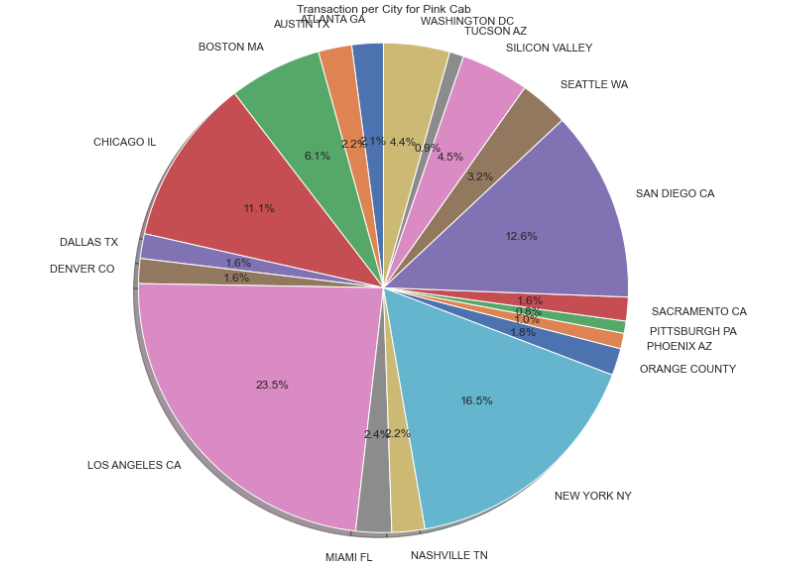 Transaction per City for Pink Cab
ATLANTA GA
WASHINGTON DC
AUSTIN TX
TUCSON AZ
BOSTON MA
SILICON VALLEY
SEATTLE WA
CHICAGO IL
SAN DIEGO CA
DALLAS TX
DENVER CO
SACRAMENTO CA
PITTSBURGH PA
PHOENIX AZ
ORANGE COUNTY
LOS ANGELES CA
NEW YORK NY
MIAMI FL
NASHVILLE TN
2.1%
4.4%
2.2%
0.9%
6.1%
4.5%
3.2%
11.1%
12.6%
1.6%
1.6%
1.6%
0.8%
1.0%
1.8%
23.5%
16.5%
2.4%
2.2%